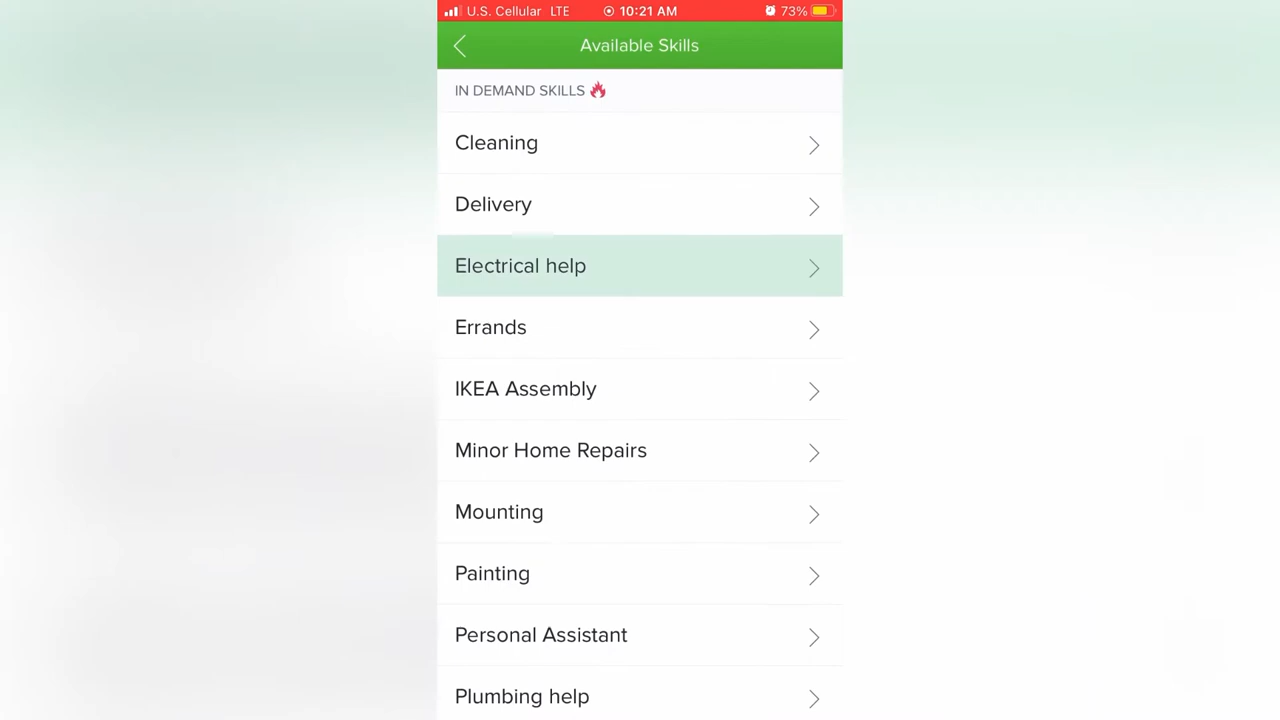 U.S. Cellular LTE 10:21 AM 73%
Available Skills
IN DEMAND SKILLS
Cleaning
Delivery
Electrical help
Errands
IKEA Assembly
Minor Home Repairs
Mounting
Painting
Personal Assistant
Plumbing help